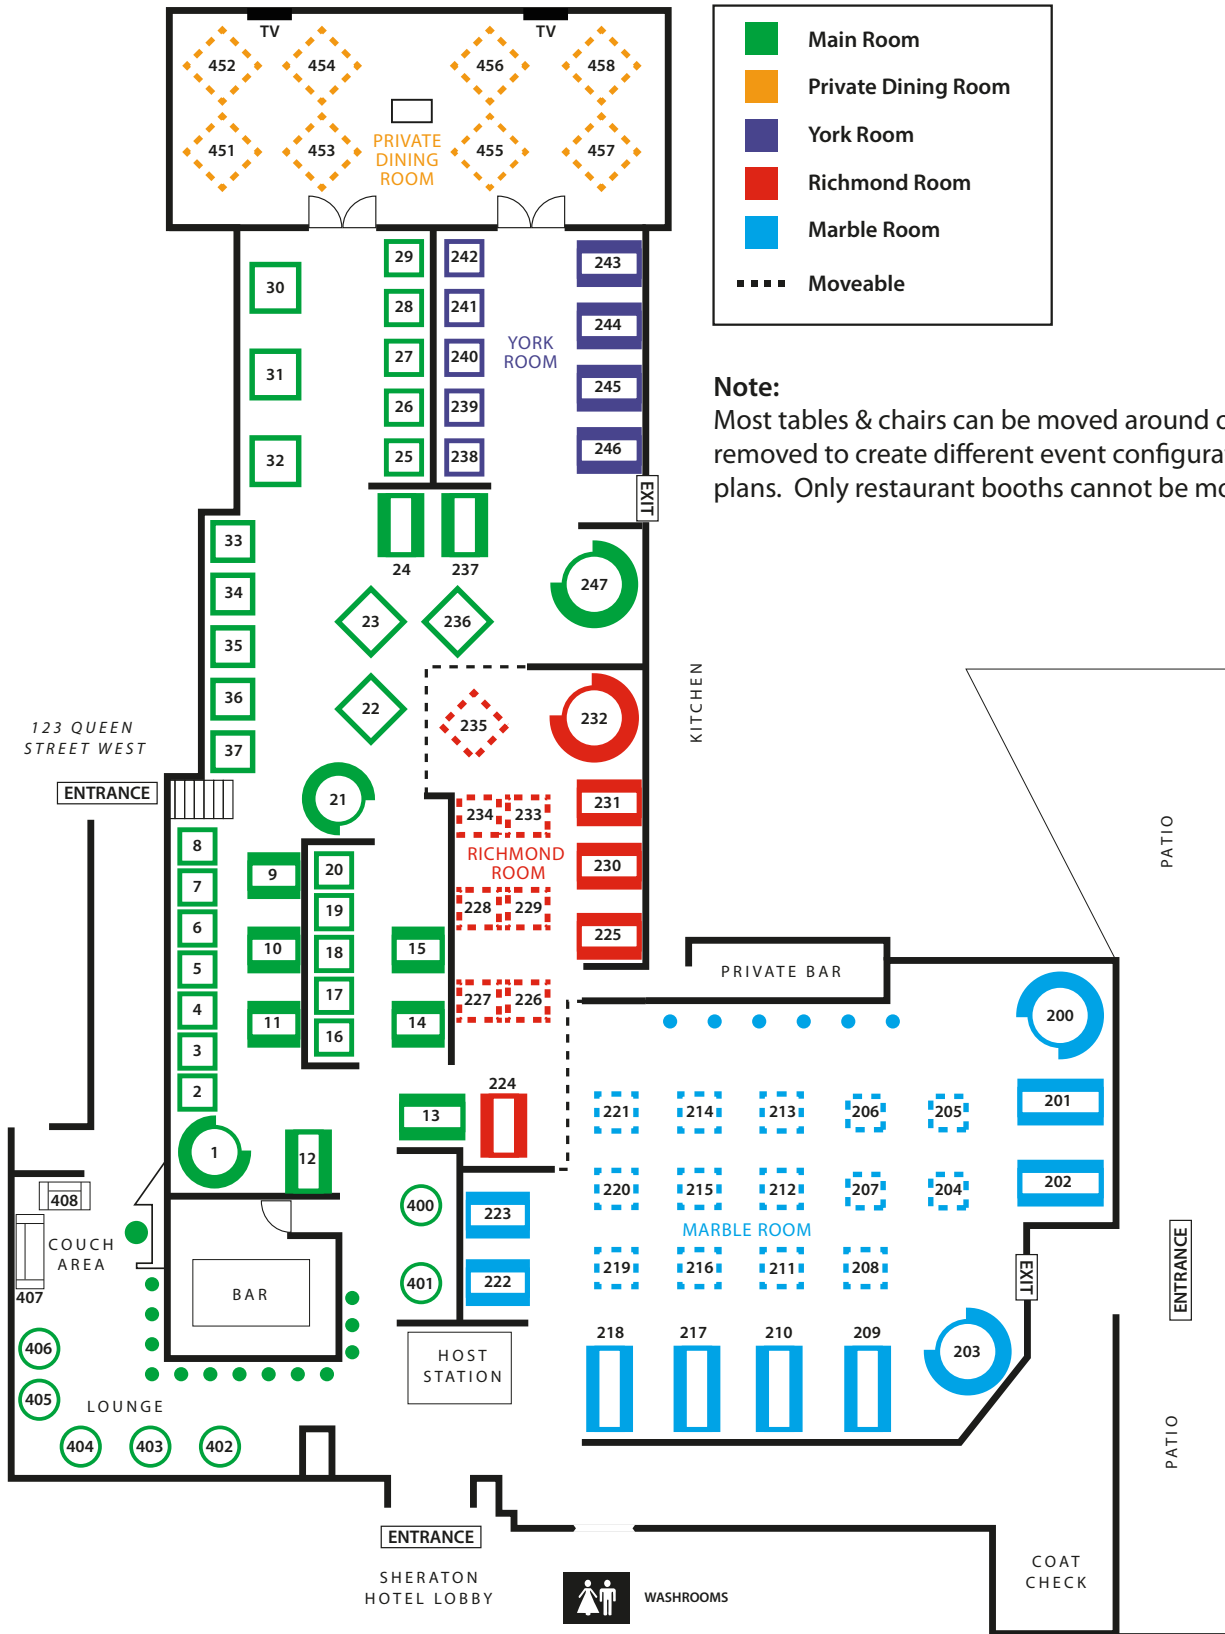 TV
TV
452
454
456
458
451
453
PRIVATE
DINING
ROOM
455
457
Main Room
Private Dining Room
York Room
Richmond Room
Marble Room
Moveable
Note:
Most tables & chairs can be moved around
removed to create different event
plans. Only restaurant booths cannot be
30
29
242
243
28
241
244
31
27
240
YORK
ROOM
245
26
239
32
25
238
246
EXIT
33
24
237
247
34
23
236
35
36
22
235
232
KITCHEN
37
123 QUEEN
STREET WEST
ENTRANCE
21
234
233
231
RICHMOND
ROOM
8
9
20
230
7
19
228
229
225
6
10
18
15
5
4
17
227
226
11
16
14
3
2
224
13
1
12
PRIVATE BAR
200
PATIO
221
214
213
206
205
201
220
215
212
207
204
202
MARBLE ROOM
219
216
211
208
EXIT
ENTRANCE
218
217
210
209
203
PATIO
408
COUCH
AREA
407
400
223
401
222
BAR
406
405
LOUNGE
404
403
402
HOST
STATION
ENTRANCE
SHERATON
HOTEL LOBBY
WASHROOMS
COAT
CHECK